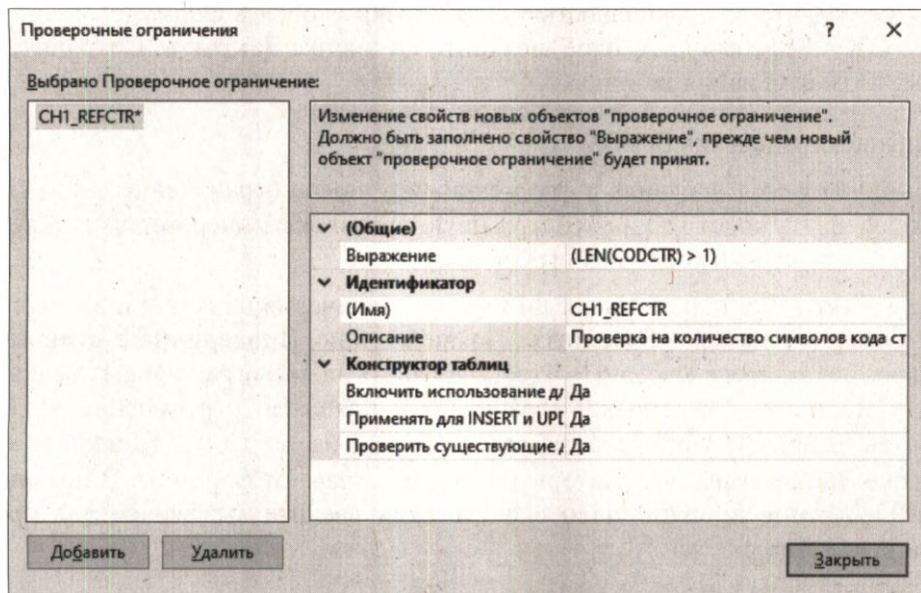 Проверочные ограничения
?
×
Выбрано Проверочное ограничение:
CH1_REFCTR*
Изменение свойств новых объектов "проверочное ограничение".
Должно быть заполнено свойство "Выражение", прежде чем новый
объект "проверочное ограничение" будет принят.
(Общие)
Выражение (LEN(CODCTR) > 1)
Идентификатор
(Имя) CH1_REFCTR
Описание Проверка на количество символов кода ст
Конструктор таблиц
Включить использование д Да
Применять для INSERT и UPD Да
Проверить существующие д Да
Добавить
Удалить
Закрыть